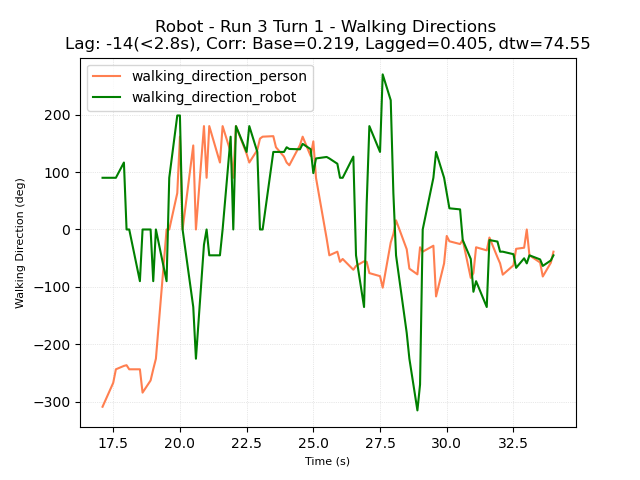 Robot - Run 3 Turn 1 - Walking Directions
Lag: -14(<2.8s), Corr: Base=0.219, Lagged=0.405, dtw=74.55
walking_direction_person
walking_direction_robot
200
100
0
−100
−200
−300
Walking Direction (deg)
17.5 20.0 22.5 25.0 27.5 30.0 32.5
Time (s)